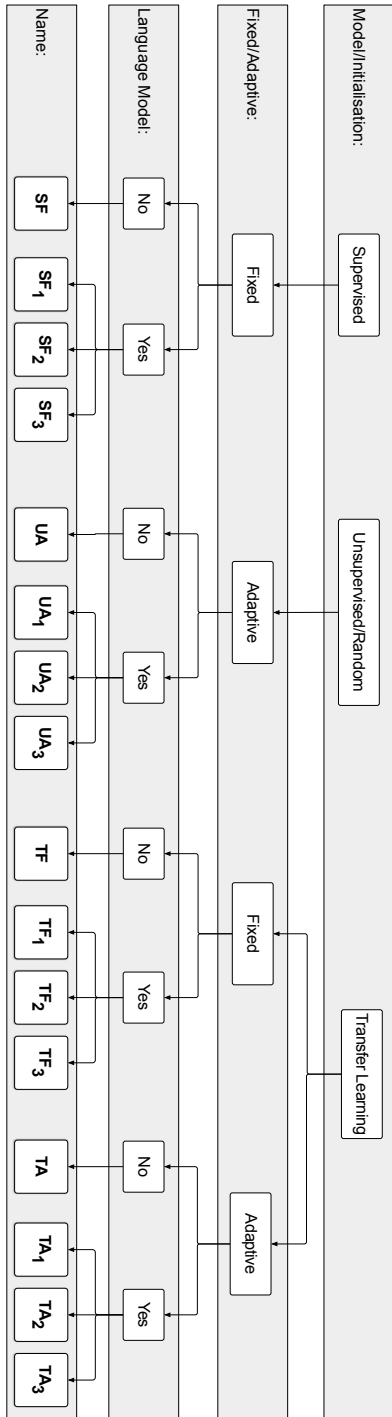 Model/Initialisation:
Supervised
Unsupervised/Random
Transfer Learning
Fixed/Adaptive:
Fixed
Adaptive
Fixed
Adaptive
Language Model:
No
Yes
No
Yes
No
Yes
No
Yes
Name:
SF
SF₁
SF₂
SF₃
UA
UA₁
UA₂
UA₃
TF
TF₁
TF₂
TF₃
TA
TA₁
TA₂
TA₃